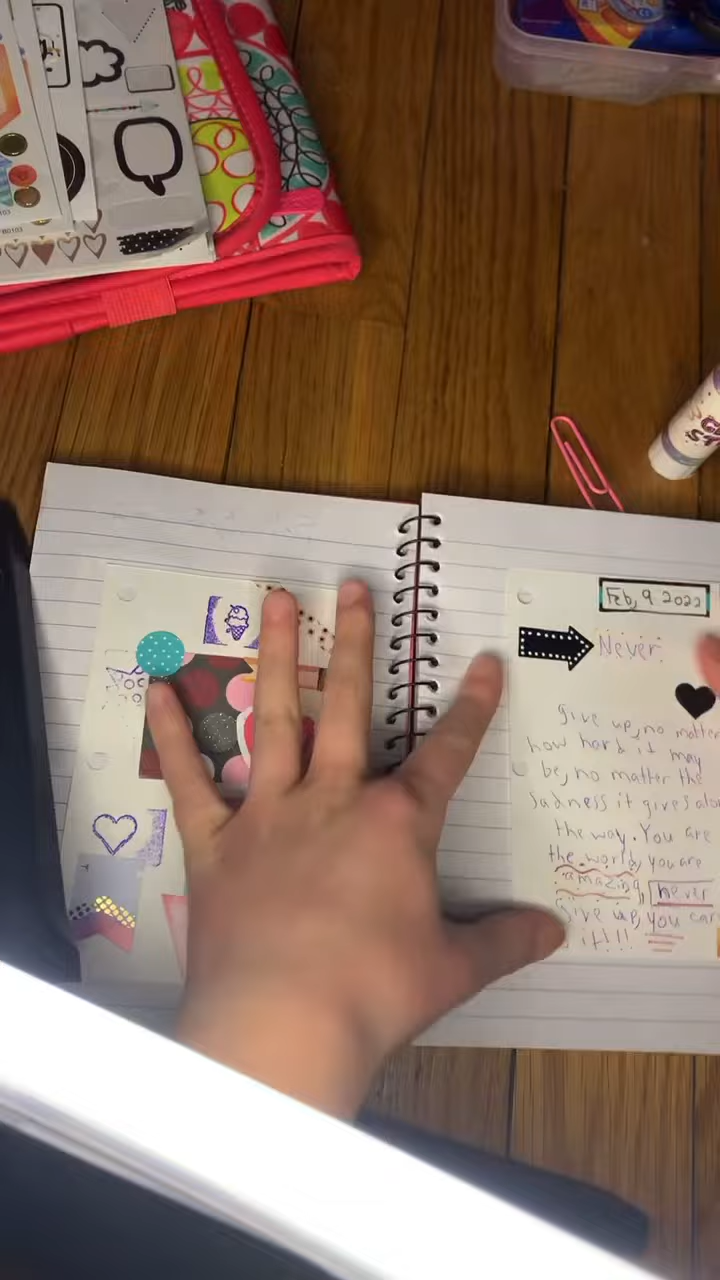 Feb, 9 2022
Never
give up, no matter
how hard it may
be, no matter the
sadness it gives alon
the way. You are
the world, you are
amazing, never
give up, you can
it!!!